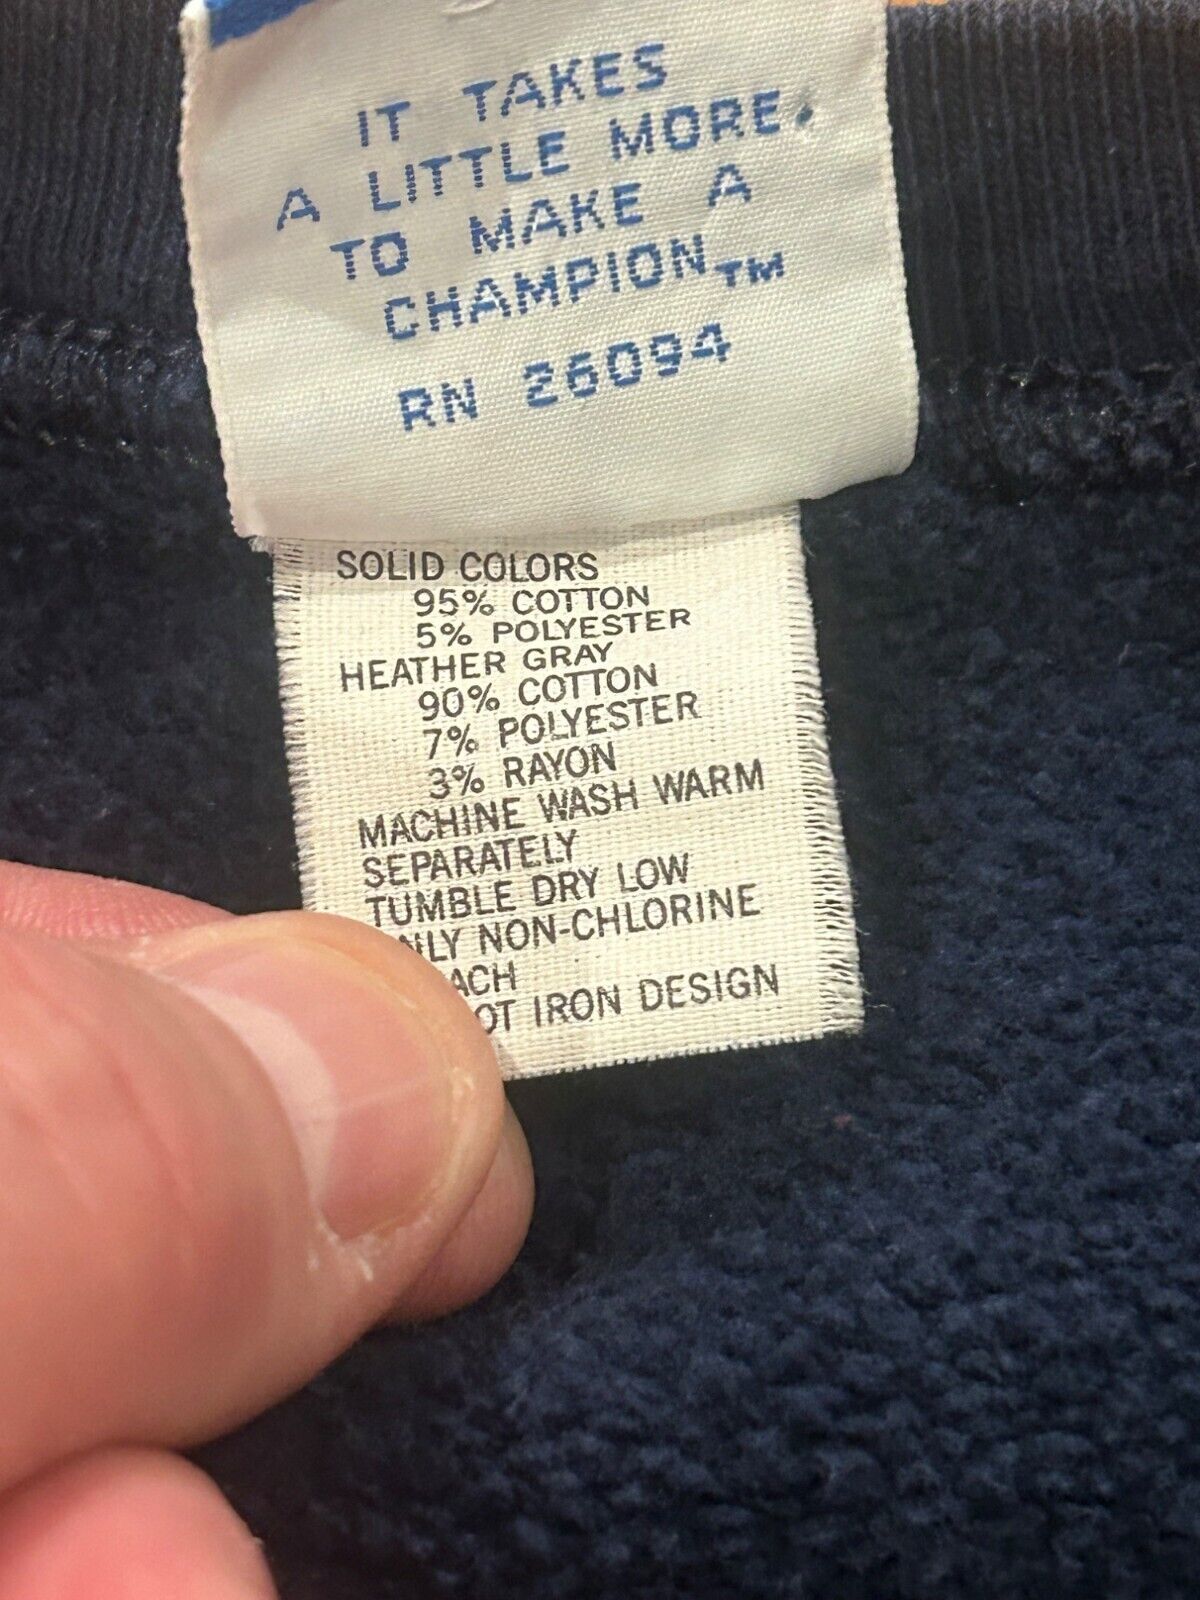 IT TAKES
A LITTLE MORE.
TO MAKE A
CHAMPION™
RN 26094
SOLID COLORS
95% COTTON
5% POLYESTER
HEATHER GRAY
90% COTTON
7% POLYESTER
3% RAYON
MACHINE WASH WARM
SEPARATELY
TUMBLE DRY LOW
NON-CHLORINE
IRON DESIGN